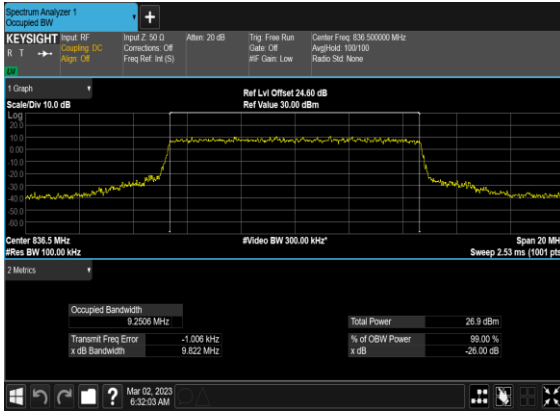 Spectrum Analyzer 1
Occupied BW
+
KEYSIGHT Input: RF Input Z: 50 Ω Atten: 20 dB Trig: Free Run Center Freq: 836.500000 MHz
R T Coupling: DC Corrections: Off Gate: Off Avg|Hold: 100/100
Align: Off Freq Ref: Int (S) #IF Gain: Low Radio Std: None
1 Graph
Ref Lvl Offset 24.60 dB
Scale/Div 10.0 dB Ref Value 30.00 dBm
Log
20.0
10.0
0.00
-10.0
-20.0
-30.0
-40.0
-50.0
-60.0
Center 836.5 MHz #Video BW 300.00 kHz* Span 20 MH
#Res BW 100.00 kHz Sweep 2.53 ms (1001 pts
2 Metrics
Occupied Bandwidth
9.2506 MHz Total Power 26.9 dBm
Transmit Freq Error -1.006 kHz % of OBW Power 99.00 %
x dB Bandwidth 9.822 MHz x dB -26.00 dB
? Mar 02, 2023
6:32:03 AM